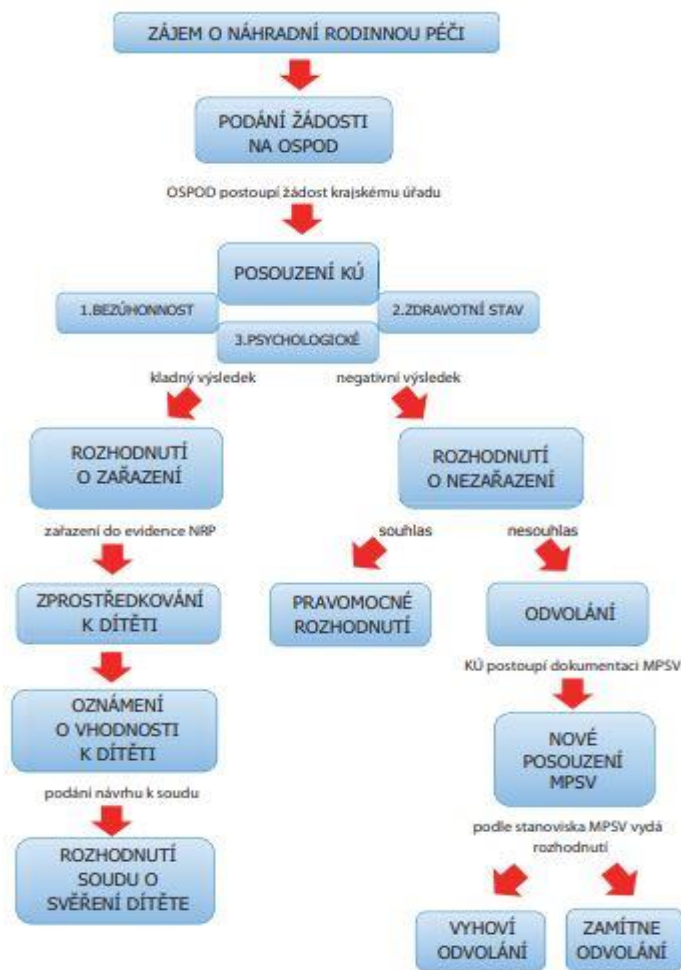 ZÁJEM O NÁHRADNÍ RODINNOU PÉČI
PODÁNÍ ŽÁDOSTI
NA OSPOD
OSPOD postoupí žádost krajskému úřadu
POSOUZENÍ KÚ
1.BEZÚHONNOST
2.ZDRAVOTNÍ STAV
3.PSYCHOLOGICKÉ
kladný výsledek
negativní výsledek
ROZHODNUTÍ
O ZAŘAZENÍ
ROZHODNUTÍ
O NEZAŘAZENÍ
zařazení do evidence NRP
souhlas
nesouhlas
ZPROSTŘEDKOVÁNÍ
K DÍTĚTI
PRAVOMOCNÉ
ROZHODNUTÍ
ODVOLÁNÍ
KÚ postoupí dokumentaci MPSV
OZNÁMENÍ
O VHODNOSTI
K DÍTĚTI
NOVÉ
POSOUZENÍ
MPSV
podání návrhu k soudu
podle stanoviska MPSV vydá
rozhodnutí
ROZHODNUTÍ
SOUDU O
SVĚŘENÍ DÍTĚTE
VYHOVÍ
ODVOLÁNÍ
ZAMÍTNE
ODVOLÁNÍ